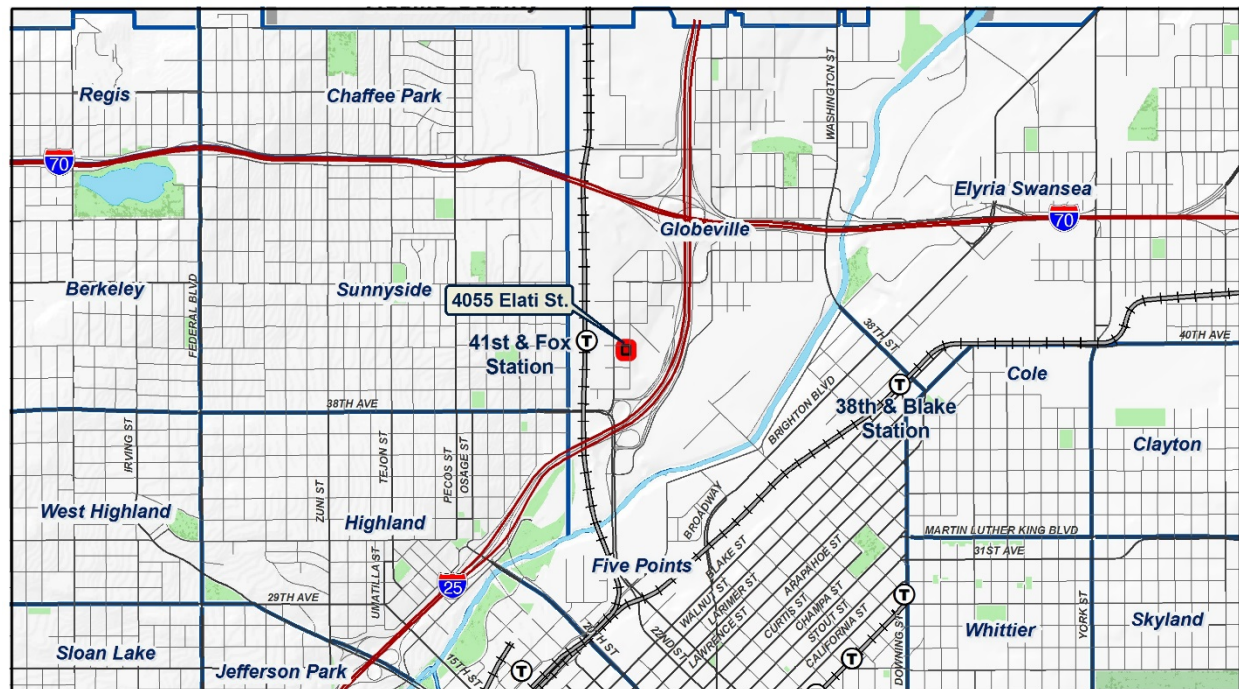 Regis
Chaffee Park
WASHINGTON ST
70
Elyria Swansea
70
Globeville
Berkeley
FEDERAL BLVD
Sunnyside
4055 Elati St.
41st & Fox
Station
T
38TH ST
40TH AVE
Cole
T
38th & Blake
Station
38TH AVE
BRIGHTON BLVD
Clayton
IRVING ST
TEJON ST
PECOS ST
OSAGE ST
ZUNI ST
West Highland
Highland
BROADWAY
MARTIN LUTHER KING BLVD
31ST AVE
Five Points
BLAKE ST
WALNUT ST
LARIMER ST
LAWRENCE ST
ARAPAHOE ST
CURTIS ST
CHAMPA ST
STOUT ST
CALIFORNIA ST
25
UMATILLA ST
29TH AVE
20TH ST
22ND ST
T
DOWNING ST
Whittier
YORK ST
Skyland
Sloan Lake
Jefferson Park
15TH ST
T
T